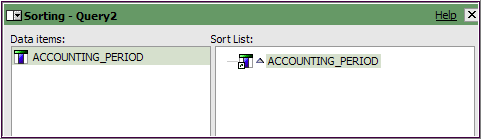 Sorting - Query2 Help
Data items: Sort List:
ACCOUNTING_PERIOD ACCOUNTING_PERIOD